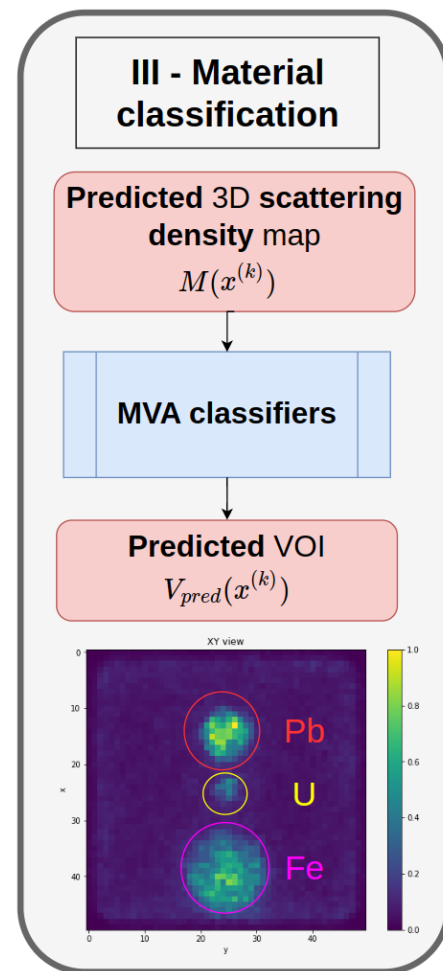 III - Material
classification
Predicted 3D scattering
density map
M(x^{(k)})
MVA classifiers
Predicted VOI
V_{pred}(x^{(k)})
XY view
0
10
20
30
40
x
0
10
20
30
40
y
Pb
U
Fe
1.0
0.8
0.6
0.4
0.2
0.0